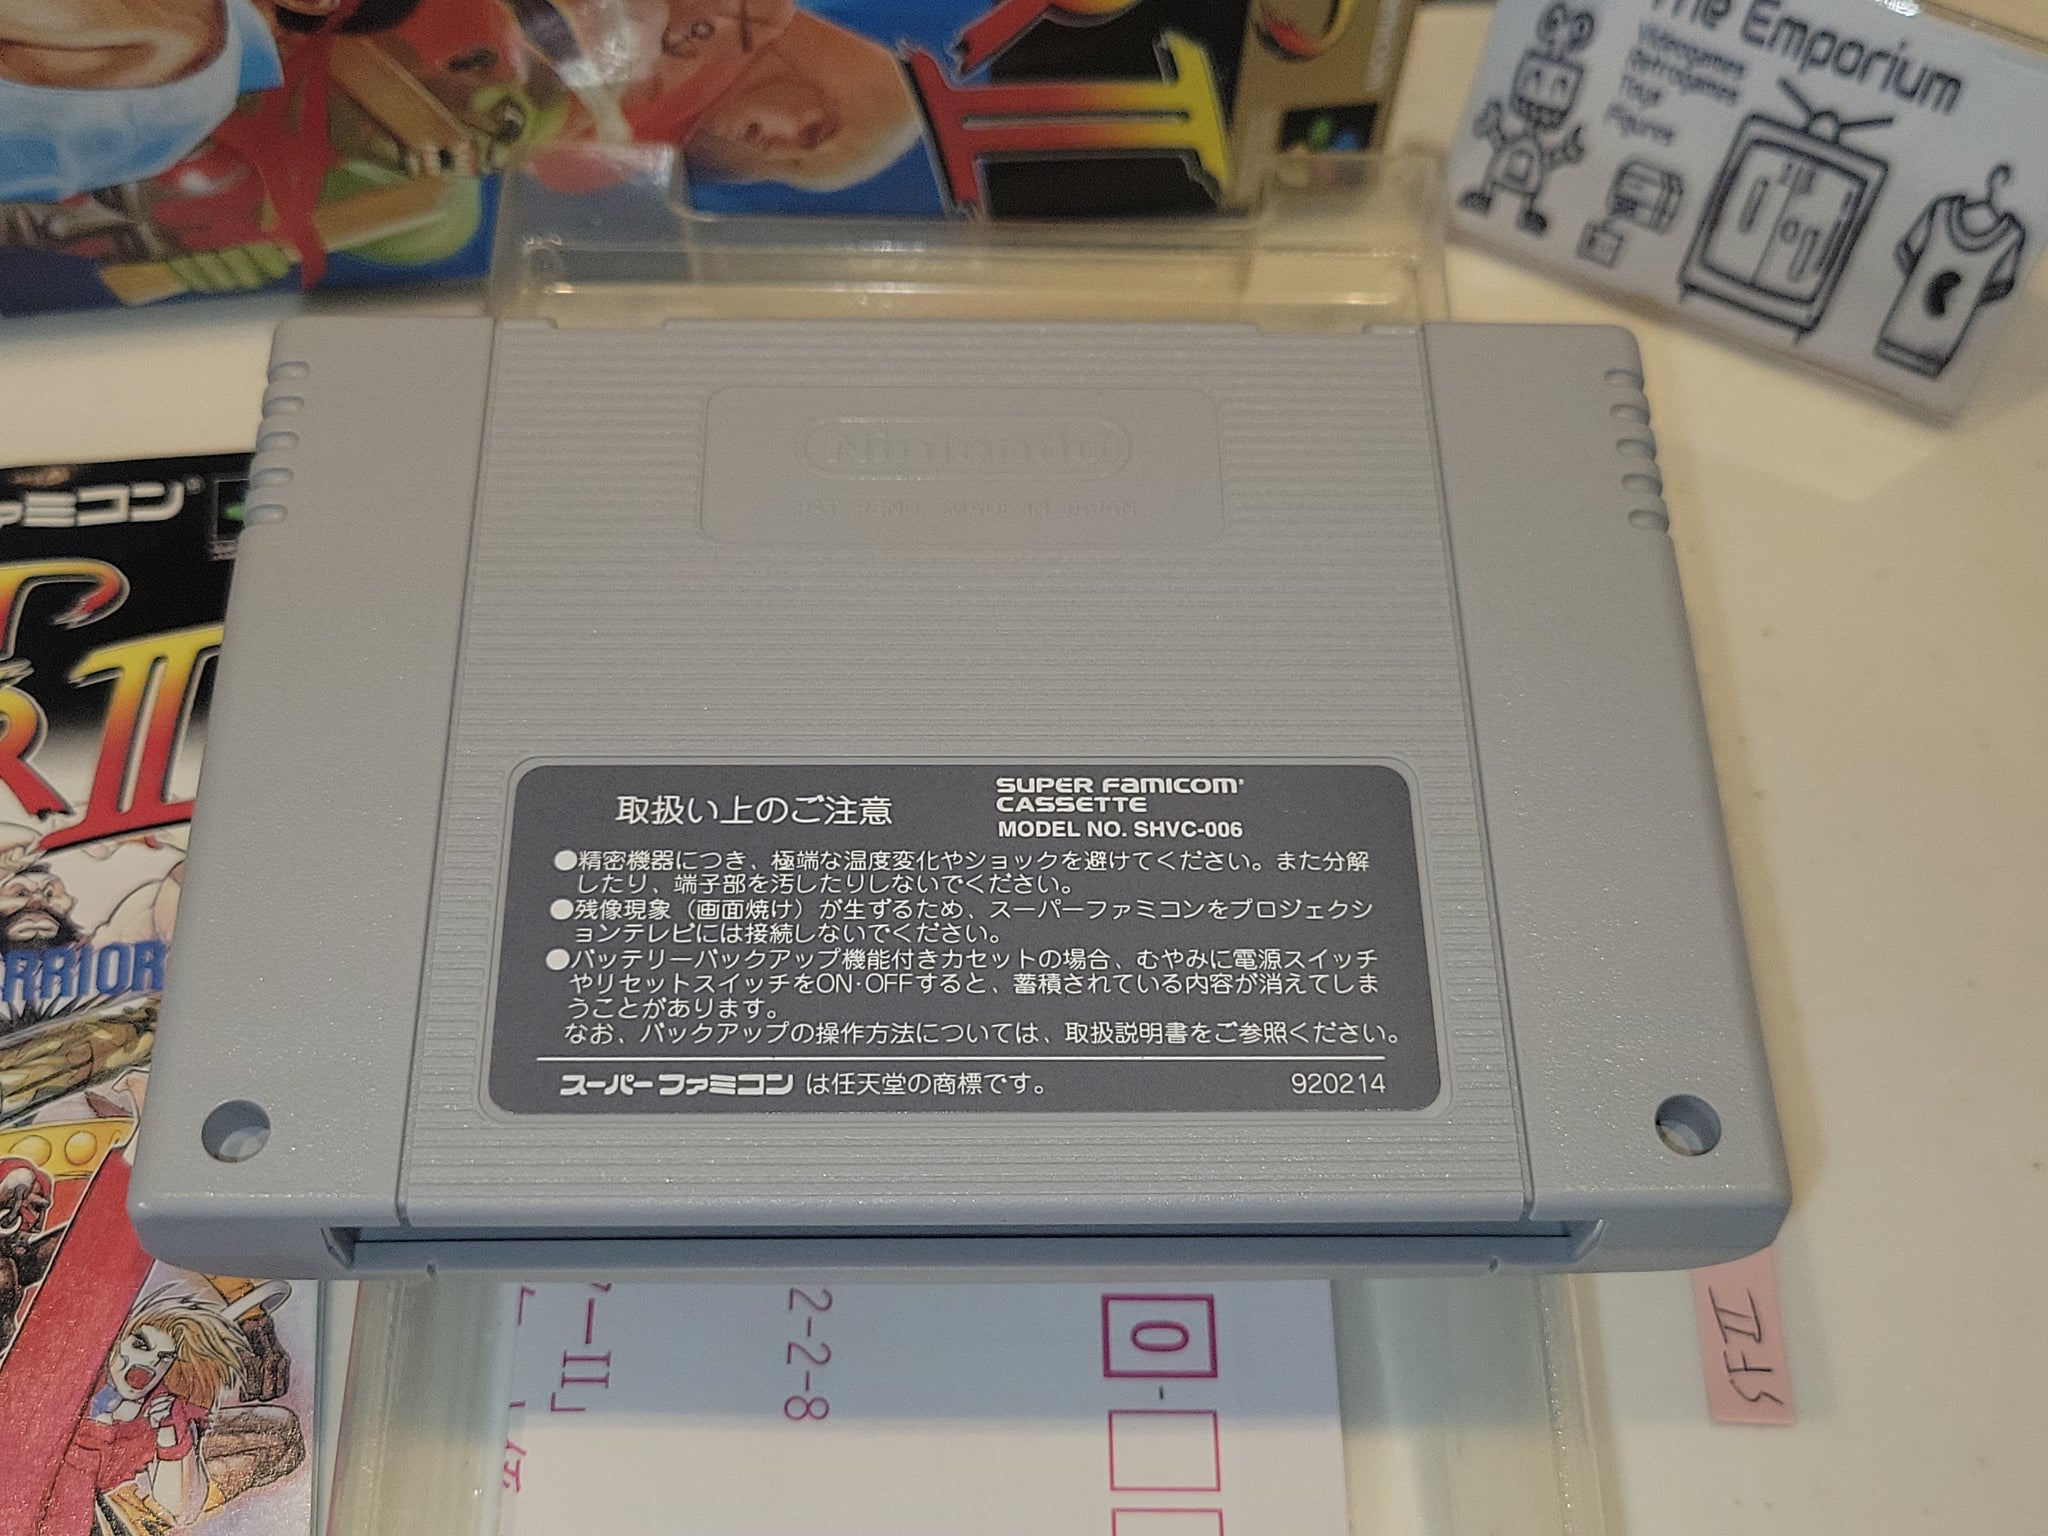 The Emporium
Videogames
Retrogames
Toys
Figures
II
ファミコン
II
RRIOR
Nintendo
MADE IN JAPAN
取扱い上のご注意
SUPER FAMICOM
CASSETTE
MODEL NO. SHVC-006
●精密機器につき、極端な温度変化やショックを避けてください。また分解
したり、端子部を汚したりしないでください。
●残像現象（画面焼け）が生ずるため、スーパーファミコンをプロジェクシ
ョンテレビには接続しないでください。
●バッテリーバックアップ機能付きカセットの場合、むやみに電源スイッチ
やリセットスイッチをON·OFFすると、蓄積されている内容が消えてしま
うことがあります。
なお、バックアップの操作方法については、取扱説明書をご参照ください。
スーパーファミコン は任天堂の商標です。
920214
ーII」
2-2-8
0-
SFII